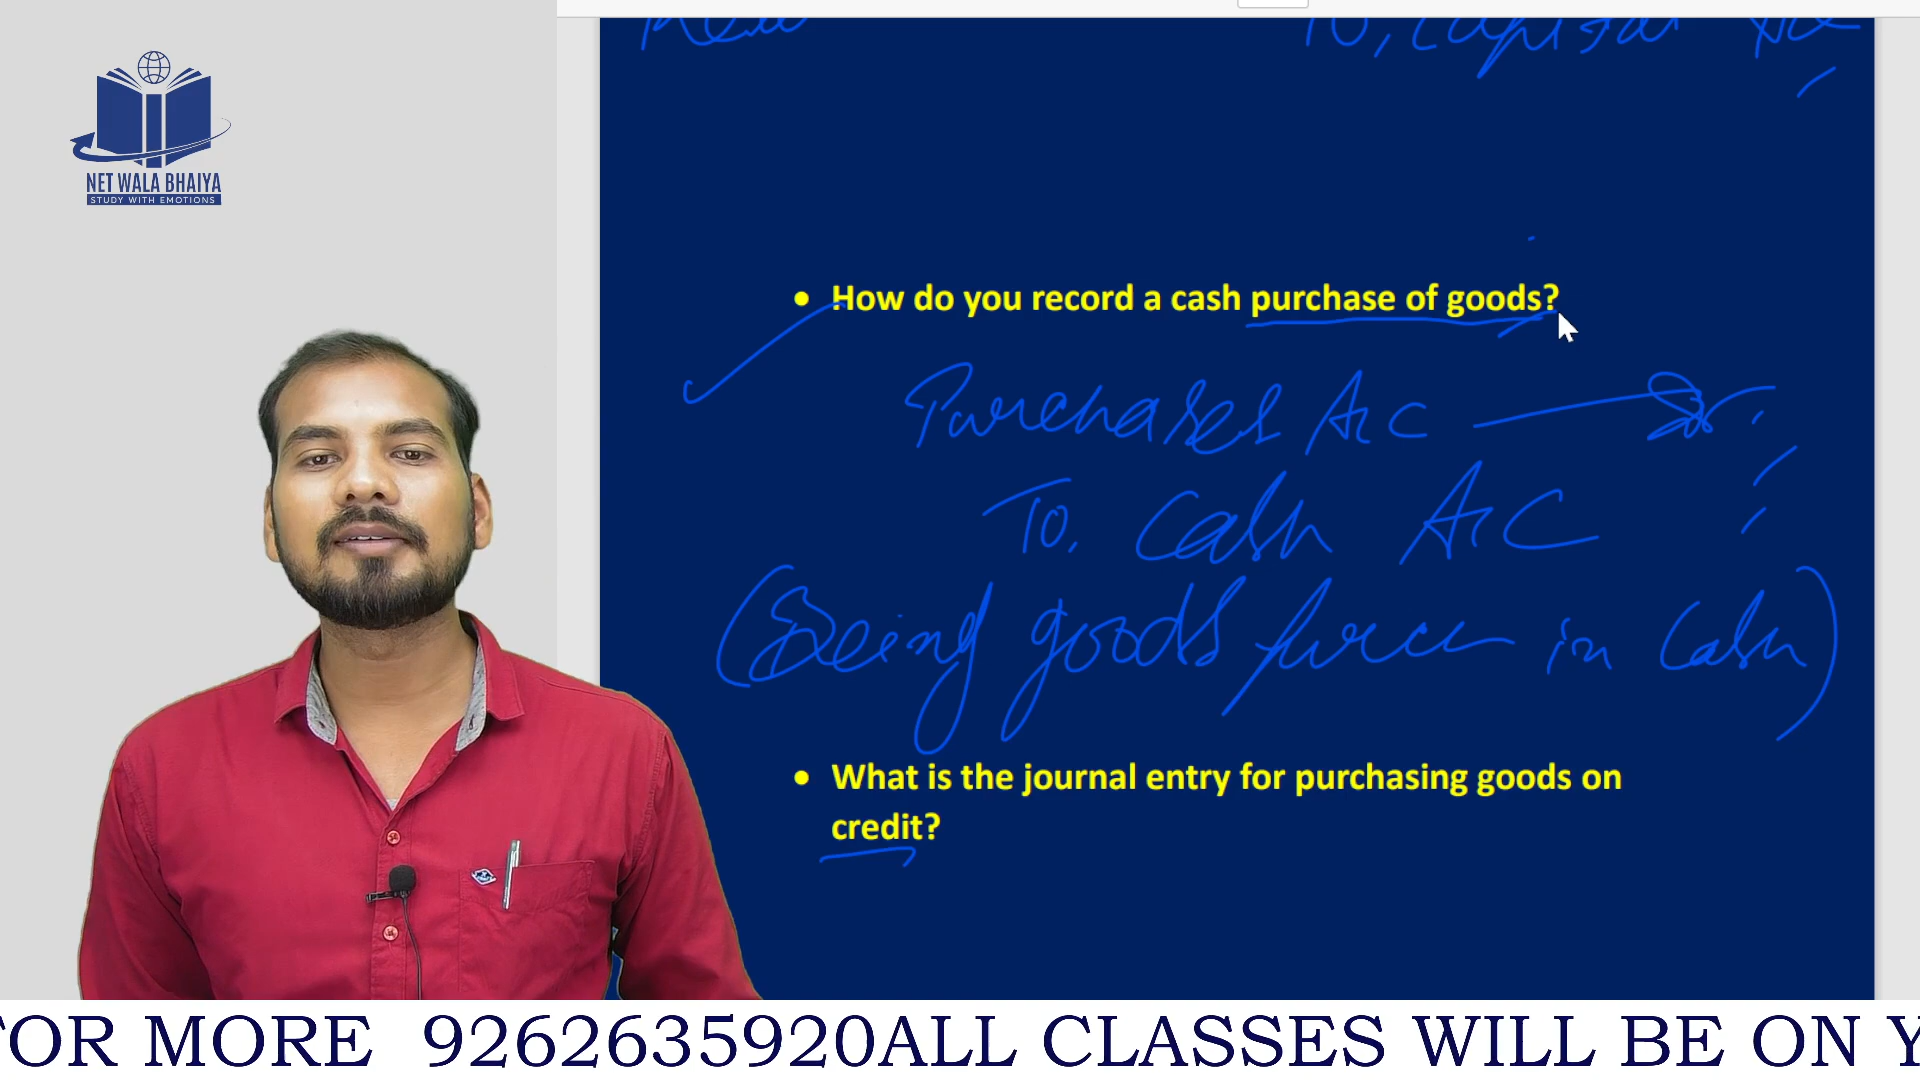 NET WALA BHAIYA
STUDY WITH EMOTIONS
To, Capital A/c
• How do you record a cash purchase of goods?
Purchases A/C — Dr.
To, Cash A/C
(Being goods purch in Cash)
• What is the journal entry for purchasing goods on
credit?
FOR MORE 9262635920ALL CLASSES WILL BE ON Y